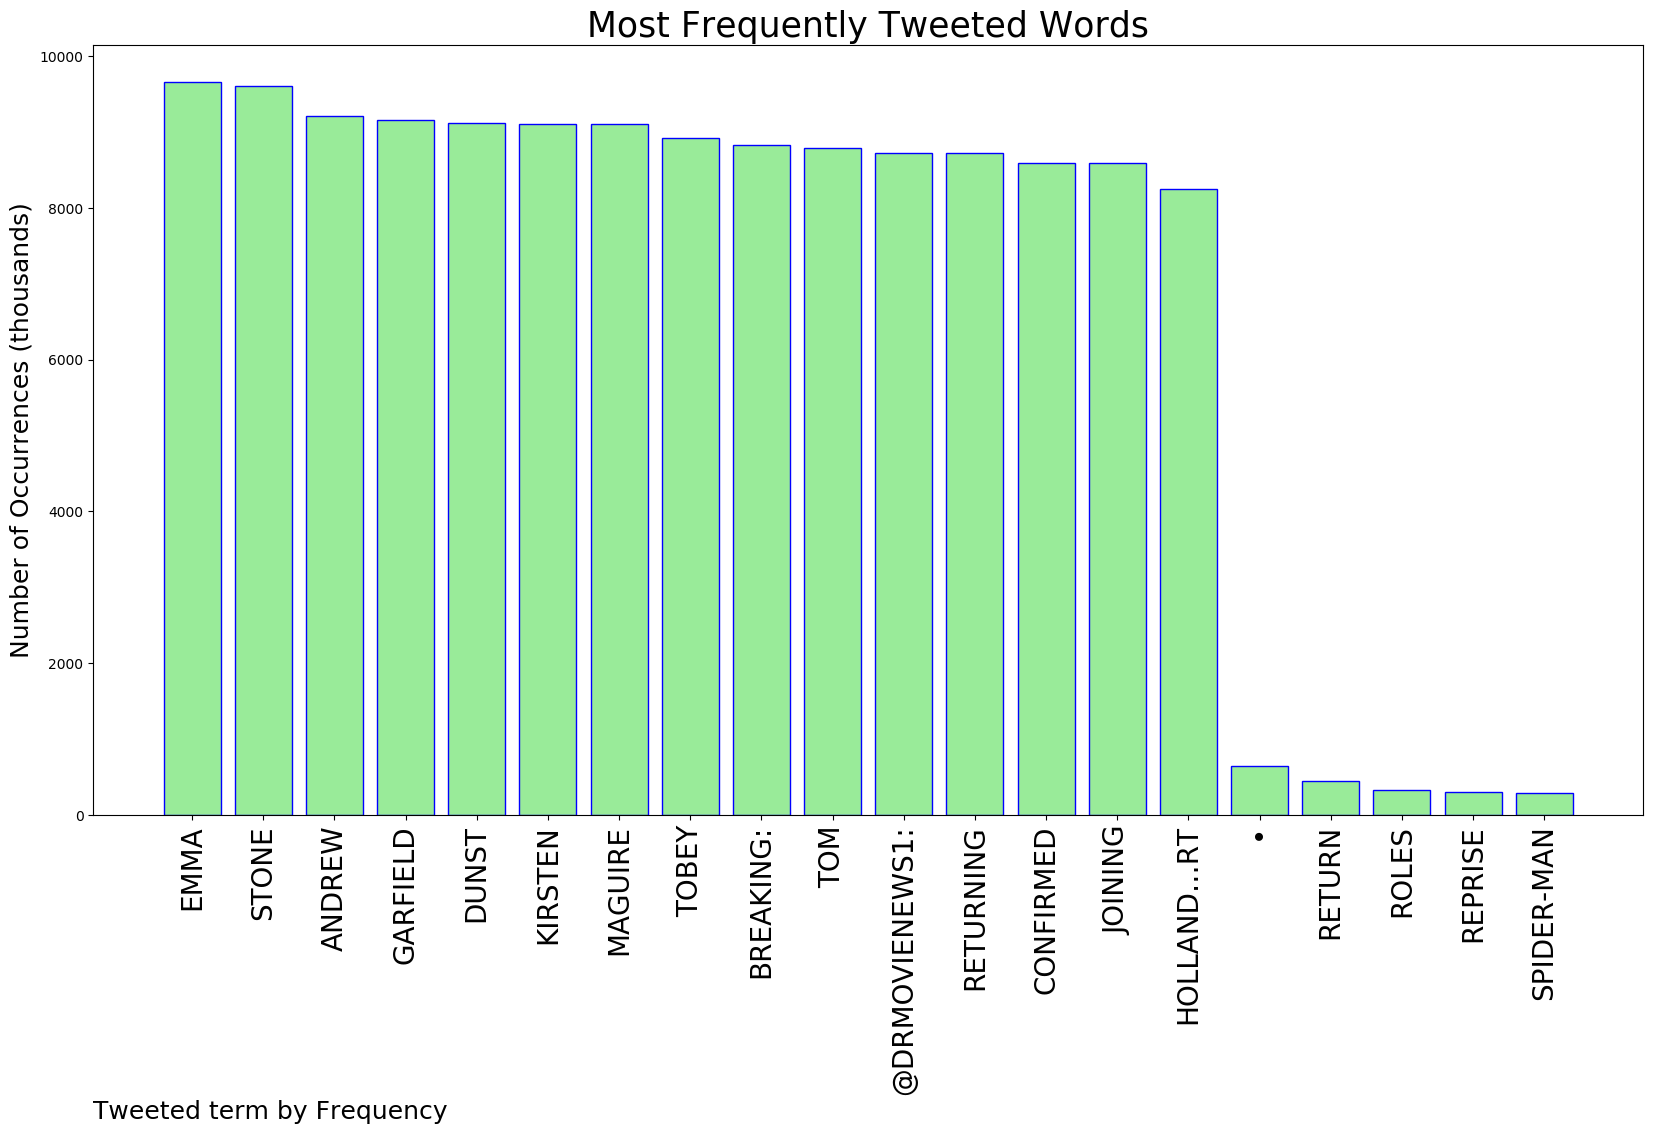 Most Frequently Tweeted Words
Number of Occurrences (thousands)
10000
8000
6000
4000
2000
0
EMMA
STONE
ANDREW
GARFIELD
DUNST
KIRSTEN
MAGUIRE
TOBEY
BREAKING:
TOM
@DRMOVIENEWS1:
RETURNING
CONFIRMED
JOINING
HOLLAND...RT
•
RETURN
ROLES
REPRISE
SPIDER-MAN
Tweeted term by Frequency